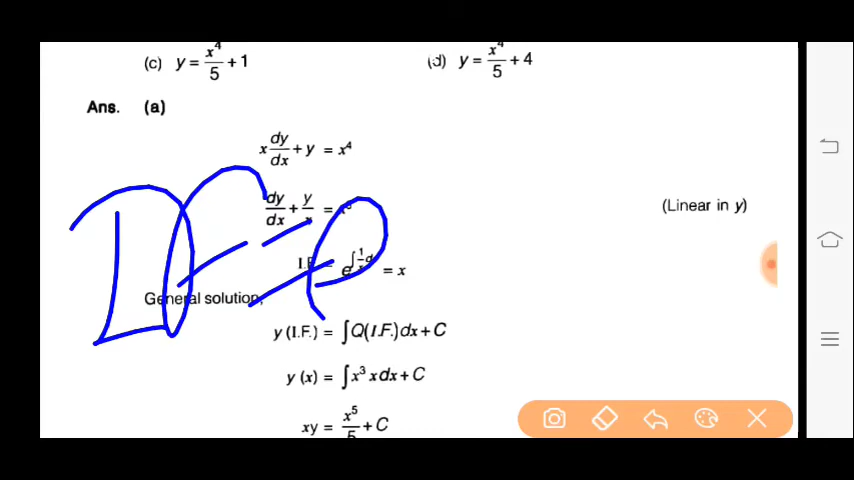 (c) y = x⁴/5 + 1 (d) y = x⁴/5 + 4
Ans. (a)
x dy/dx + y = x⁴
dy/dx + y/x = x³ (Linear in y)
I.F. = e^∫1/x dx = x
General solution,
y (I.F.) = ∫Q(I.F.)dx + C
y (x) = ∫x³ xdx + C
xy = x⁵/5 + C